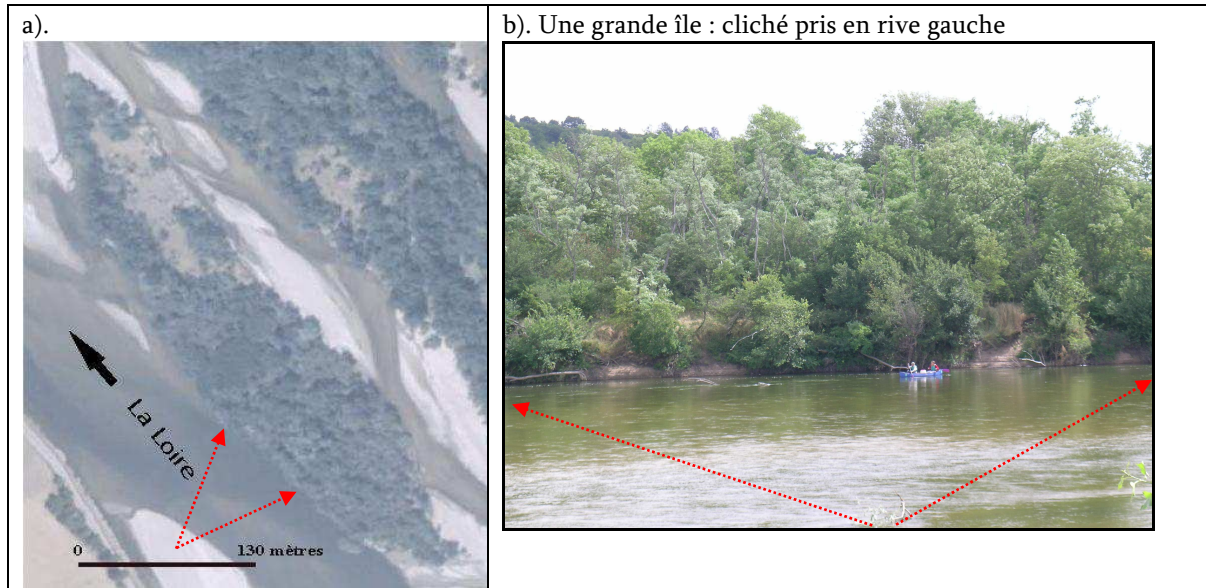 a).
b). Une grande île : cliché pris en rive gauche
La Loire
0 130 mètres